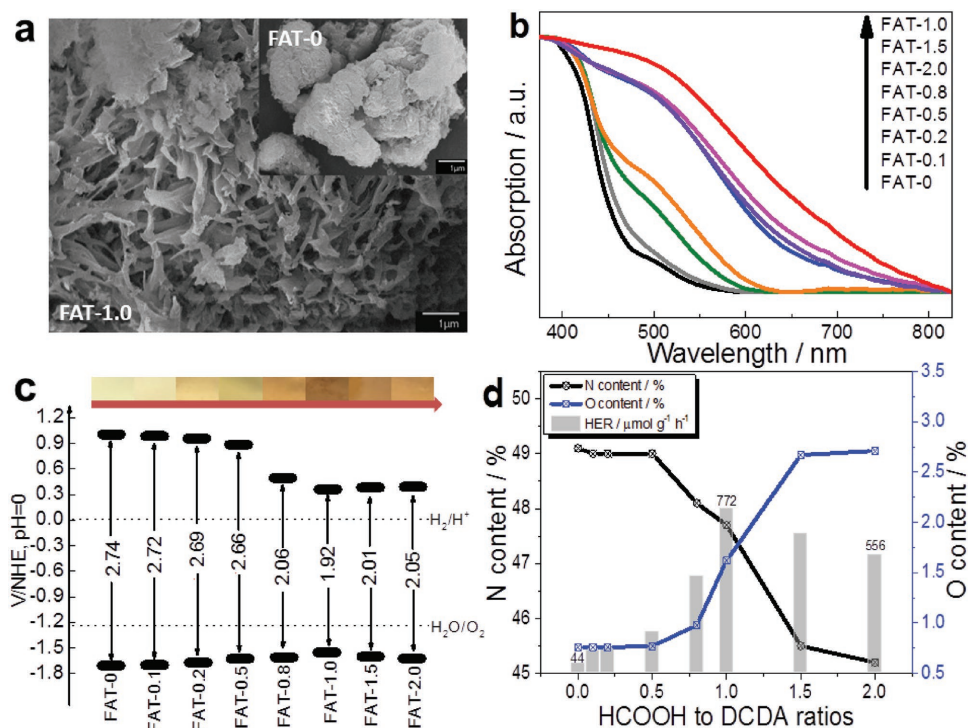 a
FAT-0
1μm
FAT-1.0
1μm
b
FAT-1.0
FAT-1.5
FAT-2.0
FAT-0.8
FAT-0.5
FAT-0.2
FAT-0.1
FAT-0
Absorption / a.u.
400 500 600 700 800
Wavelength / nm
c
V/NHE, pH=0
1.2
0.9
0.6
0.3
0.0
-0.3
-0.6
-0.9
-1.2
-1.5
-1.8
H₂/H⁺
H₂O/O₂
2.74 2.72 2.69 2.66 2.06 1.92 2.01 2.05
FAT-0 FAT-0.1 FAT-0.2 FAT-0.5 FAT-0.8 FAT-1.0 FAT-1.5 FAT-2.0
d
N content / %
O content / %
HER / μmol g⁻¹ h⁻¹
N content / %
50
49
48
47
46
45
44
772
556
O content / %
3.5
3.0
2.5
2.0
1.5
1.0
0.5
0.0 0.5 1.0 1.5 2.0
HCOOH to DCDA ratios